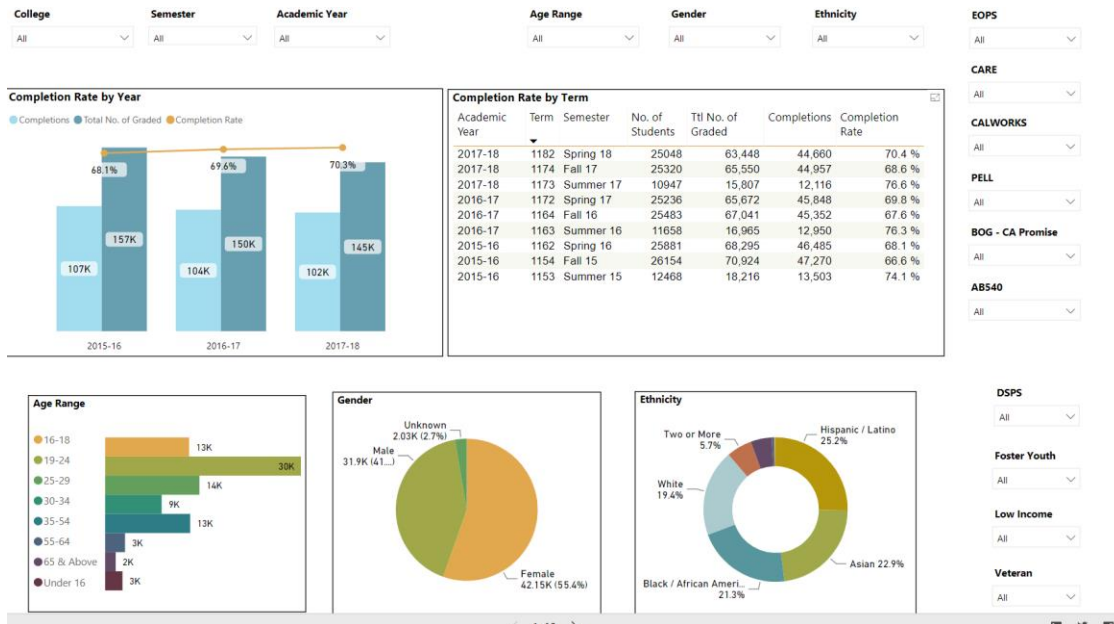 College Semester Academic Year Age Range Gender Ethnicity EOPS
All All All All All All All
CARE
All
CALWORKS
All
PELL
All
BOG - CA Promise
All
AB540
All
Completion Rate by Year
Completions Total No. of Graded Completion Rate
68.1% 69.6% 70.3%
157K 150K 145K
107K 104K 102K
2015-16 2016-17 2017-18
Completion Rate by Term
Academic Year Term Semester No. of Students Ttl No. of Graded Completions Completion Rate
2017-18 1182 Spring 18 25048 63,448 44,660 70.4 %
2017-18 1174 Fall 17 25320 65,550 44,957 68.6 %
2017-18 1173 Summer 17 10947 15,807 12,116 76.6 %
2016-17 1172 Spring 17 25236 65,672 45,848 69.8 %
2016-17 1164 Fall 16 25483 67,041 45,352 67.6 %
2016-17 1163 Summer 16 11658 16,965 12,950 76.3 %
2015-16 1162 Spring 16 25881 68,295 46,485 68.1 %
2015-16 1154 Fall 15 26154 70,924 47,270 66.6 %
2015-16 1153 Summer 15 12468 18,216 13,503 74.1 %
Age Range
16-18 13K
19-24 30K
25-29 14K
30-34 9K
35-54 13K
55-64 3K
65 & Above 2K
Under 16 3K
Gender
Unknown
2.03K (2.7%)
Male
31.9K (41...)
Female
42.15K (55.4%)
Ethnicity
Two or More
5.7%
Hispanic / Latino
25.2%
White
19.4%
Asian 22.9%
Black / African Ameri...
21.3%
DSPS
All
Foster Youth
All
Low Income
All
Veteran
All